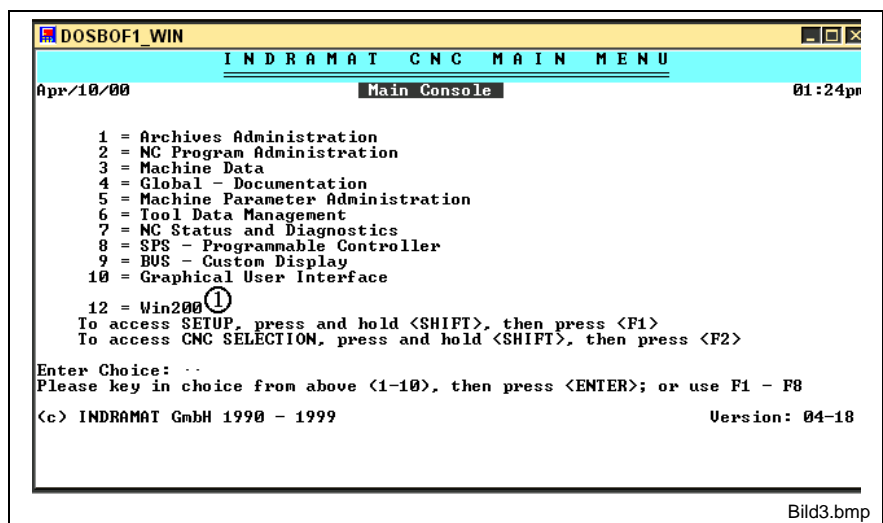 DOSBOF1_WIN
INDRAMAT CNC MAIN MENU
Apr/10/00 Main Console 01:24pm
1 = Archives Administration
2 = NC Program Administration
3 = Machine Data
4 = Global - Documentation
5 = Machine Parameter Administration
6 = Tool Data Management
7 = NC Status and Diagnostics
8 = SPS - Programmable Controller
9 = BVS - Custom Display
10 = Graphical User Interface
12 = Win200 ①
To access SETUP, press and hold <SHIFT>, then press <F1>
To access CNC SELECTION, press and hold <SHIFT>, then press <F2>
Enter Choice: ..
Please key in choice from above (1-10), then press <ENTER>; or use F1 - F8
(c) INDRAMAT GmbH 1990 - 1999 Version: 04-18
Bild3.bmp